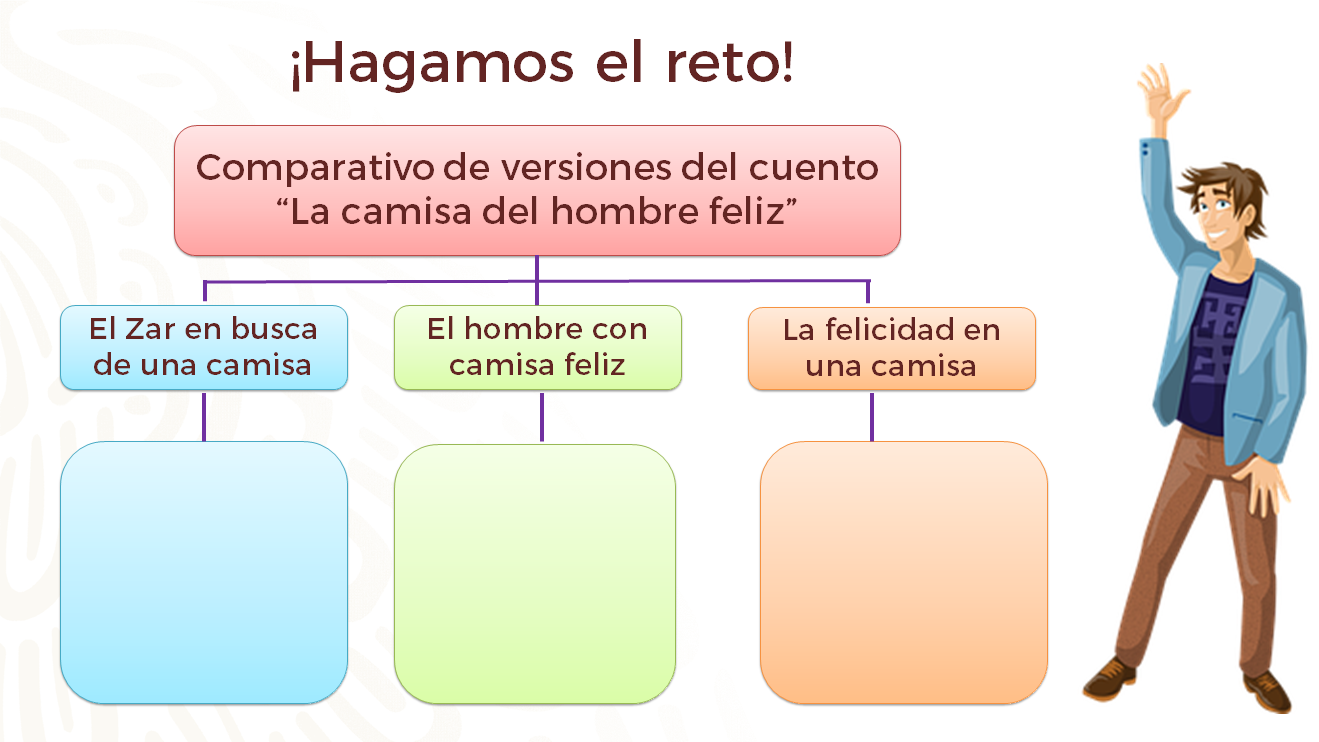 ¡Hagamos el reto!
Comparativo de versiones del cuento
“La camisa del hombre feliz”
El Zar en busca
de una camisa
El hombre con
camisa feliz
La felicidad en
una camisa